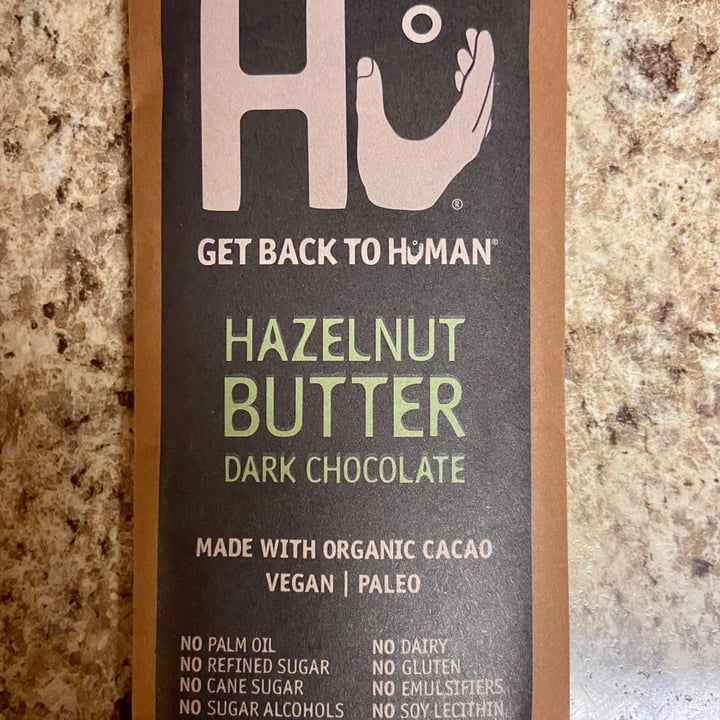 Hu®
GET BACK TO HUMAN®
HAZELNUT
BUTTER
DARK CHOCOLATE
MADE WITH ORGANIC CACAO
VEGAN | PALEO
NO PALM OIL
NO REFINED SUGAR
NO CANE SUGAR
NO SUGAR ALCOHOLS
NO DAIRY
NO GLUTEN
NO EMULSIFIERS
NO SOY LECITHIN